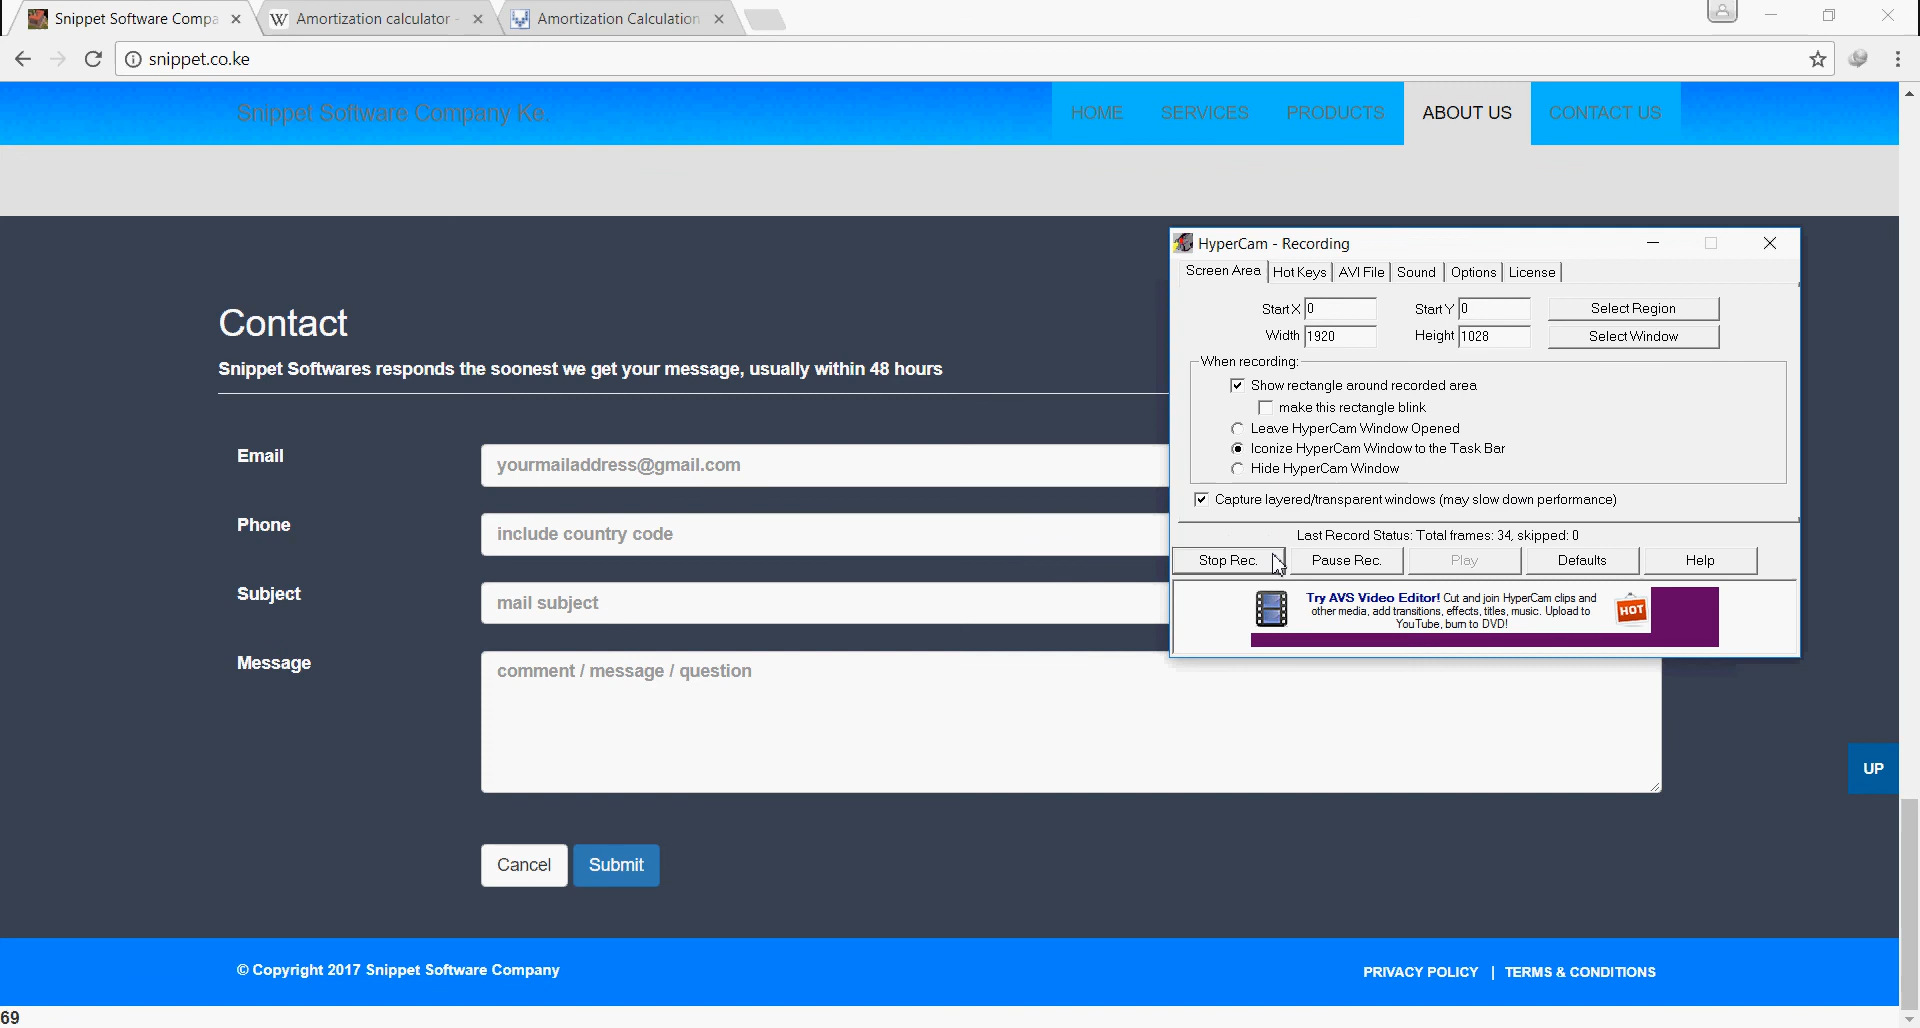 Snippet Software Compa
Amortization calculator -
Amortization Calculation
snippet.co.ke
Snippet Software Company Ke.
HOME SERVICES PRODUCTS ABOUT US CONTACT US
Contact
Snippet Softwares responds the soonest we get your message, usually within 48 hours
Email
yourmailaddress@gmail.com
Phone
include country code
Subject
mail subject
Message
comment / message / question
Cancel Submit
UP
© Copyright 2017 Snippet Software Company
PRIVACY POLICY | TERMS & CONDITIONS
69
HyperCam - Recording
Screen Area Hot Keys AVI File Sound Options License
Start X 0 Start Y 0 Select Region
Width 1920 Height 1028 Select Window
When recording:
Show rectangle around recorded area
make this rectangle blink
Leave HyperCam Window Opened
Iconize HyperCam Window to the Task Bar
Hide HyperCam Window
Capture layered/transparent windows (may slow down performance)
Last Record Status: Total frames: 34, skipped: 0
Stop Rec. Pause Rec. Play Defaults Help
Try AVS Video Editor! Cut and join HyperCam clips and
other media, add transitions, effects, titles, music. Upload to
YouTube, burn to DVD!
HOT